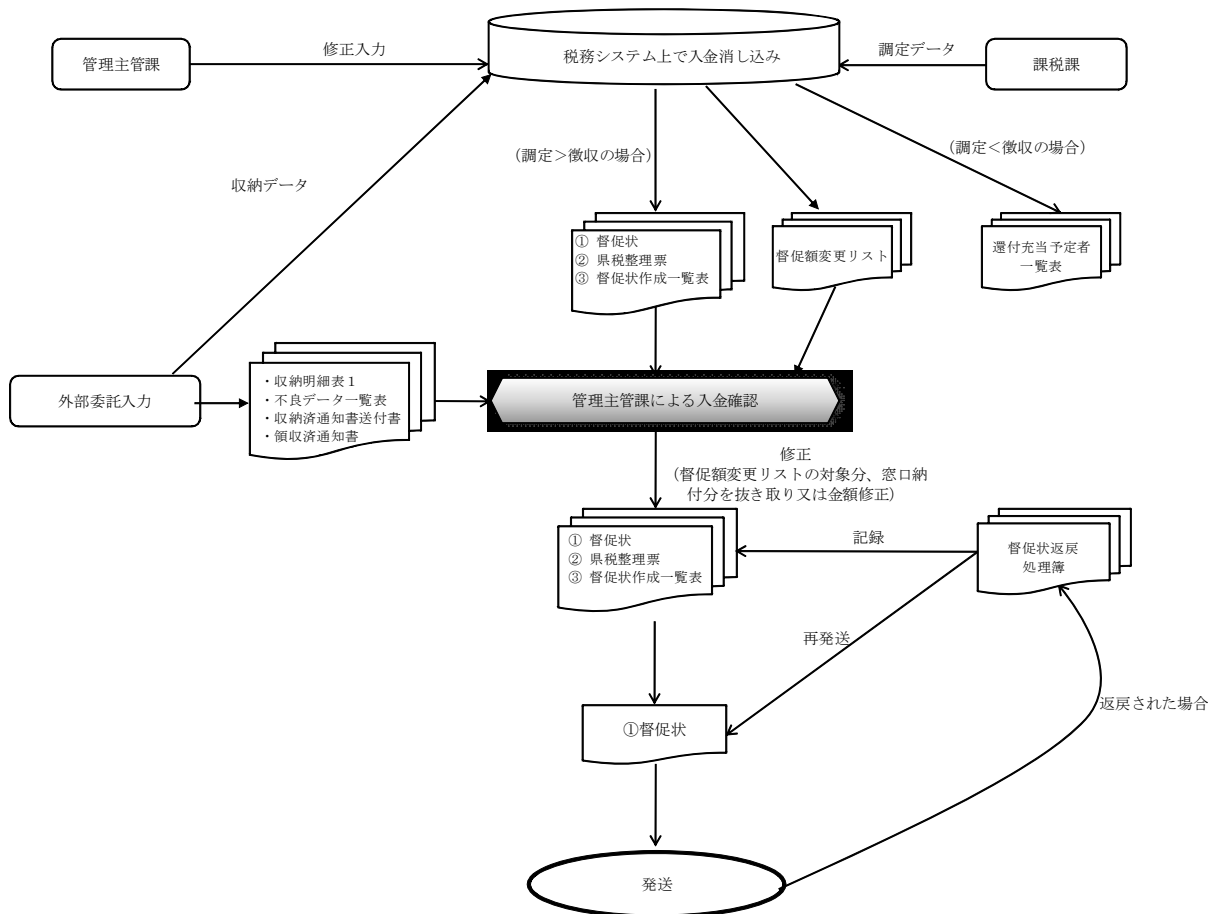 修正入力
税務システム上で入金消し込み
調定データ
管理主管課
課税課
(調定＞徴収の場合)
(調定＜徴収の場合)
収納データ
① 督促状
② 県税整理票
③ 督促状作成一覧表
督促額変更リスト
還付充当予定者
一覧表
外部委託入力
・収納明細表１
・不良データ一覧表
・収納済通知書送付書
・領収済通知書
管理主管課による入金確認
修正
(督促額変更リストの対象分、窓口納
付分を抜き取り又は金額修正)
① 督促状
② 県税整理票
③ 督促状作成一覧表
記録
督促状返戻
処理簿
再発送
返戻された場合
①督促状
発送